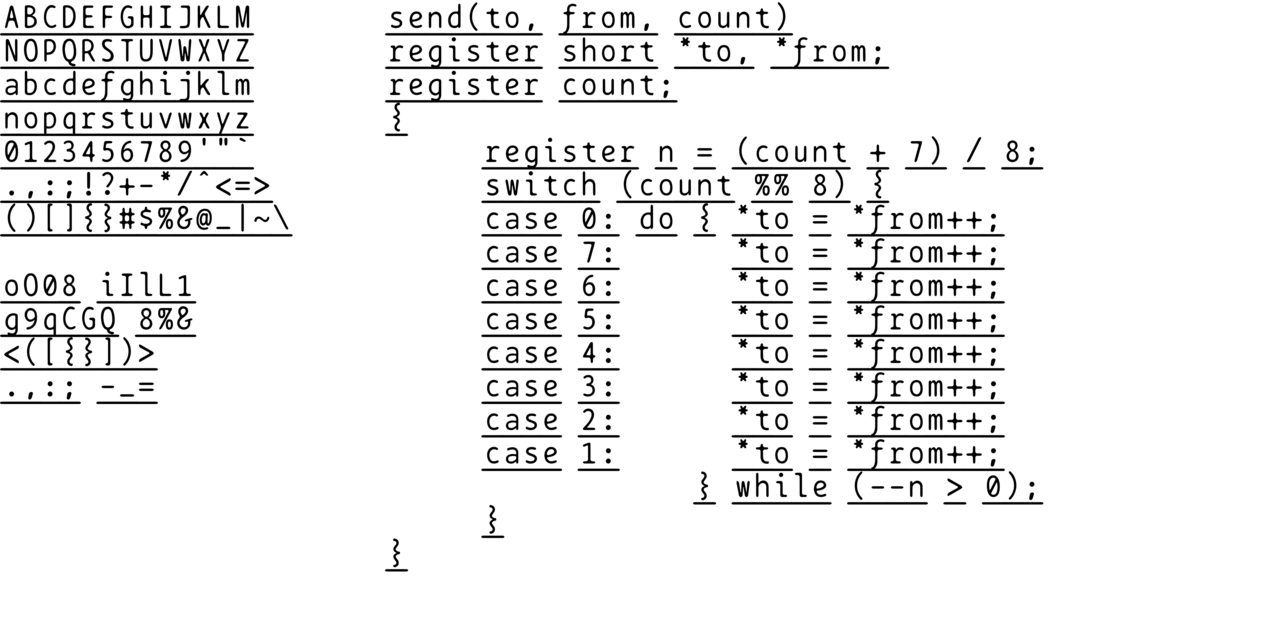 ABCDEFGHIJKLM
NOPQRSTUVWXYZ
abcdefghijklm
nopqrstuvwxyz
0123456789'"`
.,:;!?+-*/^<=>
()[]{}#$%&@_|~\
oO08 iIlL1
g9qCGQ 8%&
<([{}])>
.,:; -_=
send(to, from, count)
register short *to, *from;
register count;
{
register n = (count + 7) / 8;
switch (count %% 8) {
case 0: do { *to = *from++;
case 7: *to = *from++;
case 6: *to = *from++;
case 5: *to = *from++;
case 4: *to = *from++;
case 3: *to = *from++;
case 2: *to = *from++;
case 1: *to = *from++;
} while (--n > 0);
}
}